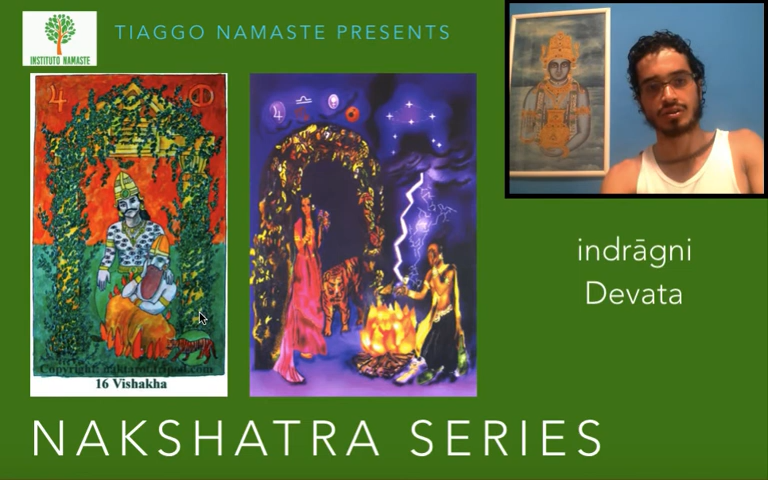 INSTITUTO NAMASTE
TIAGGO NAMASTE PRESENTS
16 Vishakha
indrāgni
Devata
NAKSHATRA SERIES